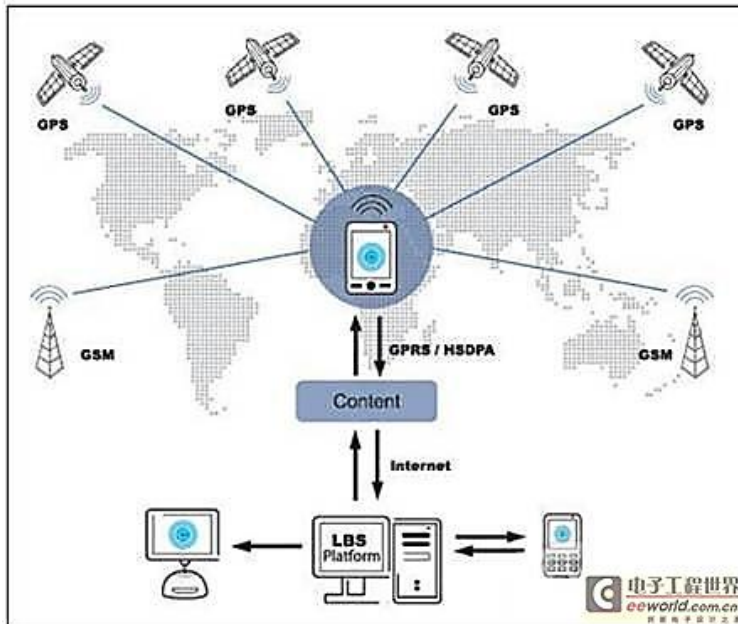 GPS
GPS
GPS
GPS
GSM
GSM
GPRS / HSDPA
Content
Internet
LBS
Platform
电子工程世界
eeworld.com.cn